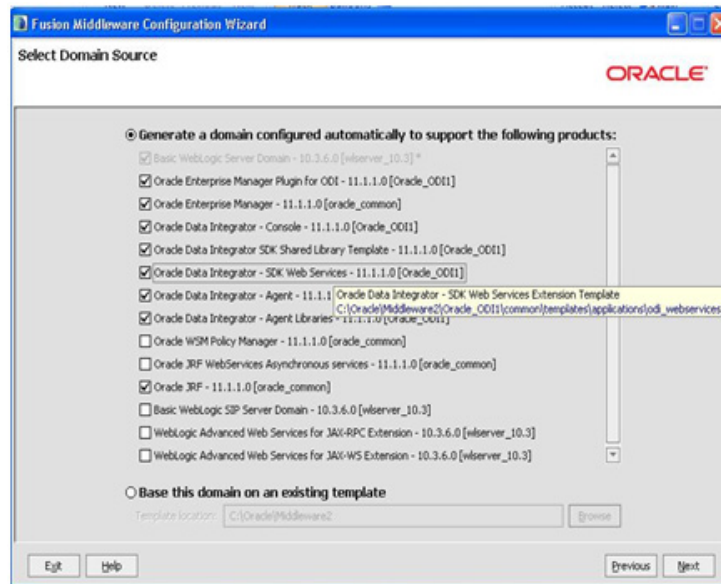 Fusion Middleware Configuration Wizard
Select Domain Source
ORACLE
Generate a domain configured automatically to support the following products:
Basic WebLogic Server Domain - 10.3.6.0 [wlserver_10.3] *
Oracle Enterprise Manager Plugin for ODI - 11.1.1.0 [Oracle_ODI1]
Oracle Enterprise Manager - 11.1.1.0 [oracle_common]
Oracle Data Integrator - Console - 11.1.1.0 [Oracle_ODI1]
Oracle Data Integrator SDK Shared Library Template - 11.1.1.0 [Oracle_ODI1]
Oracle Data Integrator - SDK Web Services - 11.1.1.0 [Oracle_ODI1]
Oracle Data Integrator - Agent - 11.1.1
Oracle Data Integrator - SDK Web Services Extension Template
C:\Oracle\Middleware2\Oracle_ODI1\common\templates\applications\odi_webservices
Oracle Data Integrator - Agent Libraries - 11.1.1.0 [Oracle_ODI1]
Oracle WSM Policy Manager - 11.1.1.0 [oracle_common]
Oracle JRF WebServices Asynchronous services - 11.1.1.0 [oracle_common]
Oracle JRF - 11.1.1.0 [oracle_common]
Basic WebLogic SIP Server Domain - 10.3.6.0 [wlserver_10.3]
WebLogic Advanced Web Services for JAX-RPC Extension - 10.3.6.0 [wlserver_10.3]
WebLogic Advanced Web Services for JAX-WS Extension - 10.3.6.0 [wlserver_10.3]
Base this domain on an existing template
Template location: C:\Oracle\Middleware2 Browse
Exit Help Previous Next